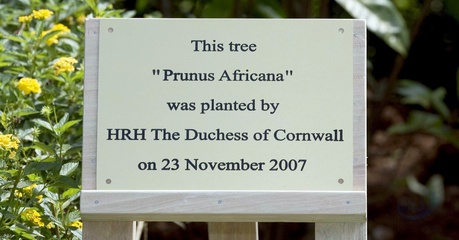 This tree
"Prunus Africana"
was planted by
HRH The Duchess of Cornwall
on 23 November 2007